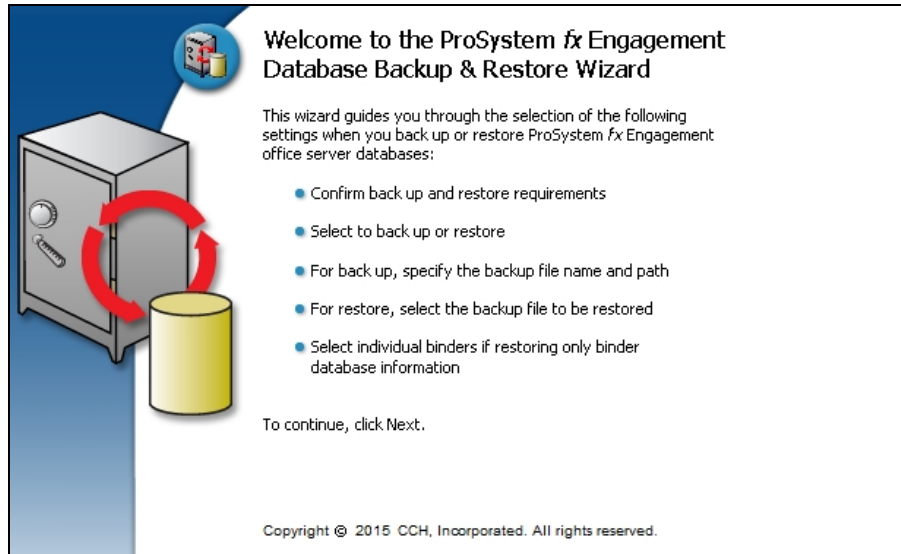 Welcome to the ProSystem fx Engagement
Database Backup & Restore Wizard
This wizard guides you through the selection of the following
settings when you back up or restore ProSystem fx Engagement
office server databases:
Confirm back up and restore requirements
Select to back up or restore
For back up, specify the backup file name and path
For restore, select the backup file to be restored
Select individual binders if restoring only binder
database information
To continue, click Next.
Copyright © 2015 CCH, Incorporated. All rights reserved.